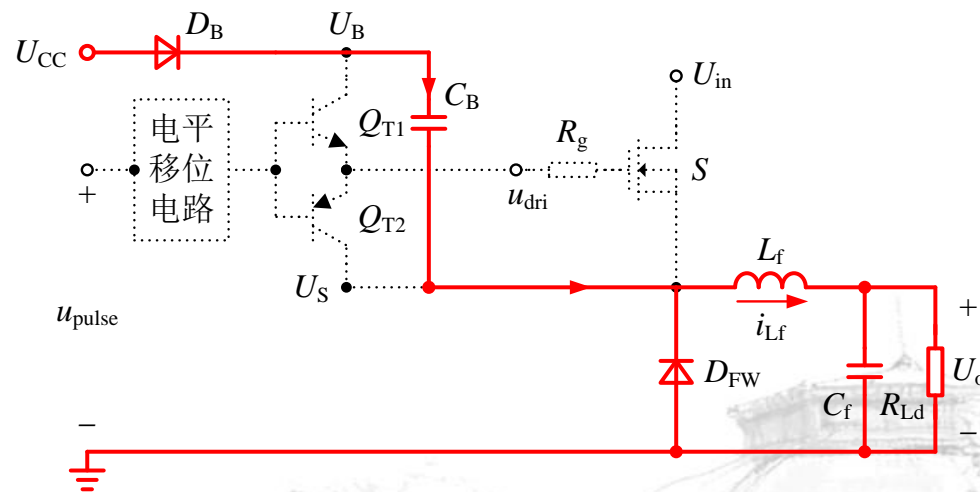 D_B
U_B
U_CC
C_B
U_in
电平
移位
电路
Q_T1
R_g
S
+
u_dri
Q_T2
L_f
U_S
u_pulse
i_Lf
+
D_FW
C_f
R_Ld
U_o
−
−